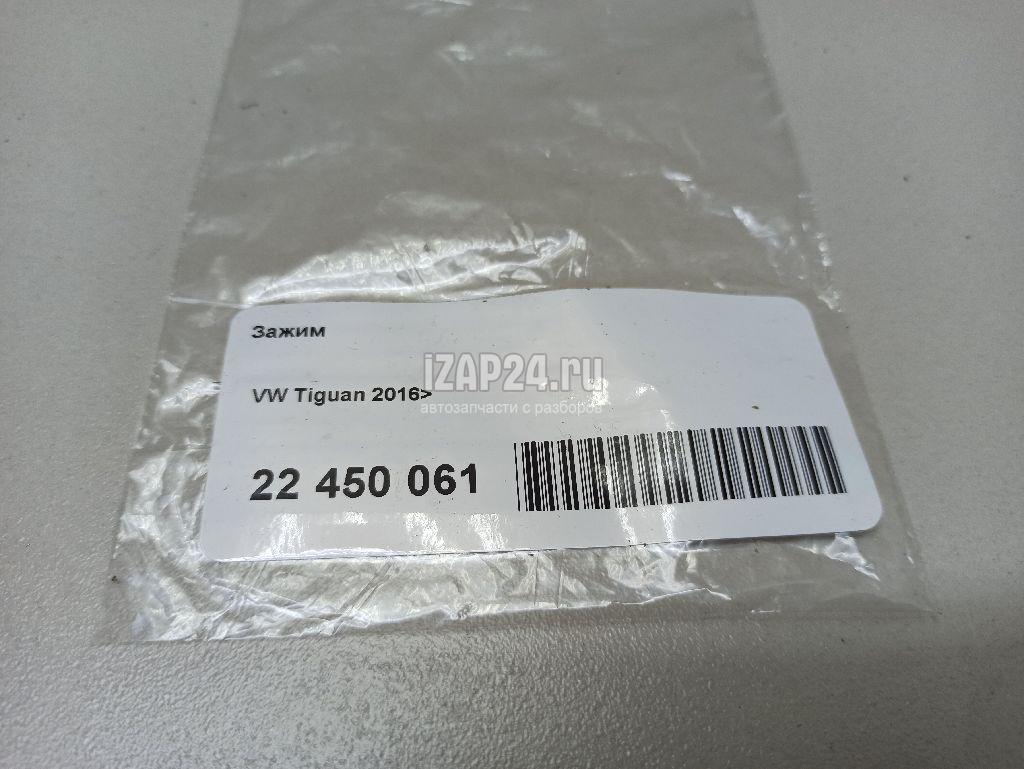 Зажим
iZAP24.ru
VW Tiguan 2016>
автозапчасти с разборов
22 450 061